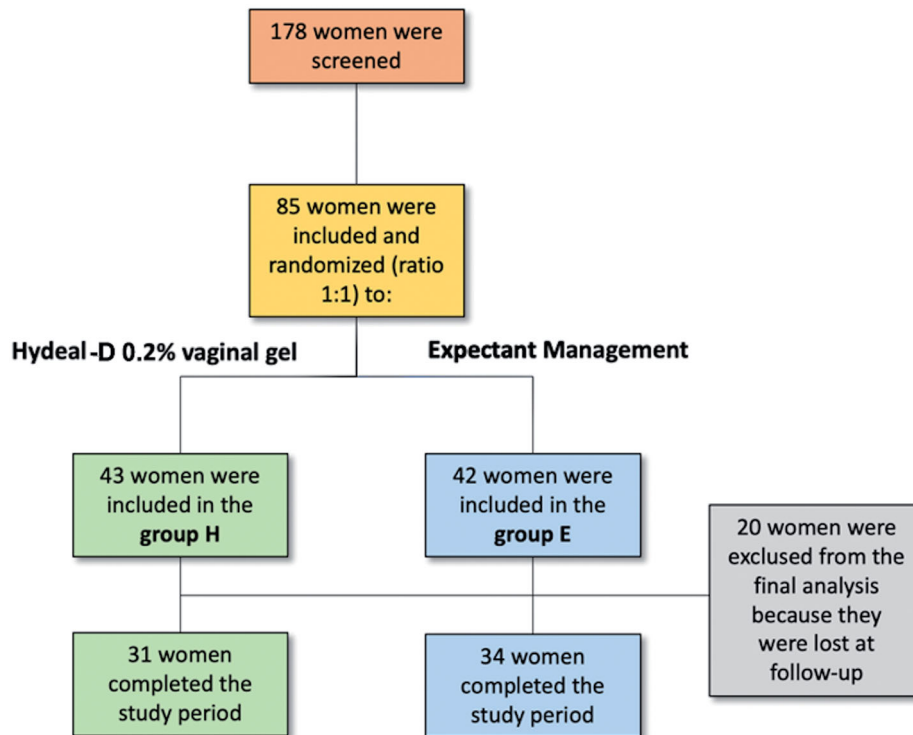 178 women were
screened
85 women were
included and
randomized (ratio
1:1) to:
Hydeal-D 0.2% vaginal gel
Expectant Management
43 women were
included in the
group H
42 women were
included in the
group E
20 women were
exclused from the
final analysis
because they
were lost at
follow-up
31 women
completed the
study period
34 women
completed the
study period